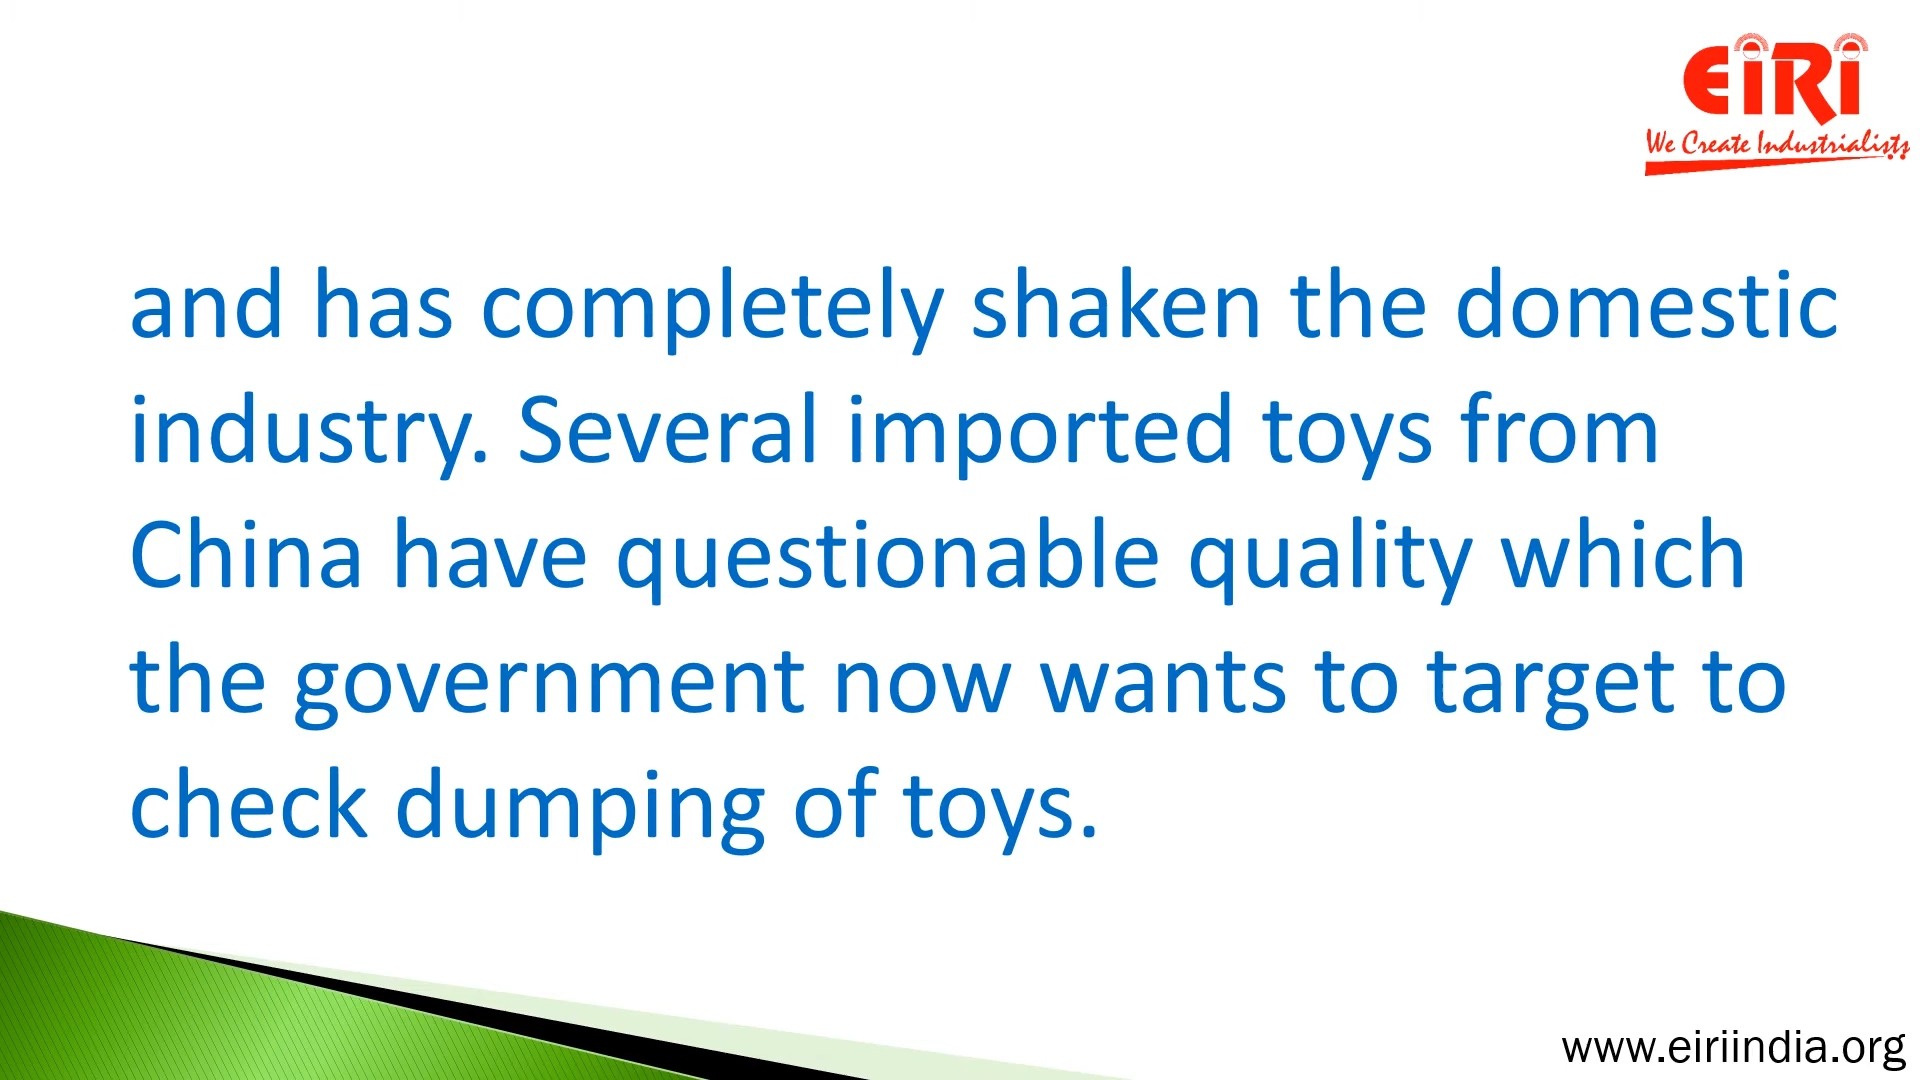 EiRi
We Create Industrialists
and has completely shaken the domestic
industry. Several imported toys from
China have questionable quality which
the government now wants to target to
check dumping of toys.
www.eiriindia.org